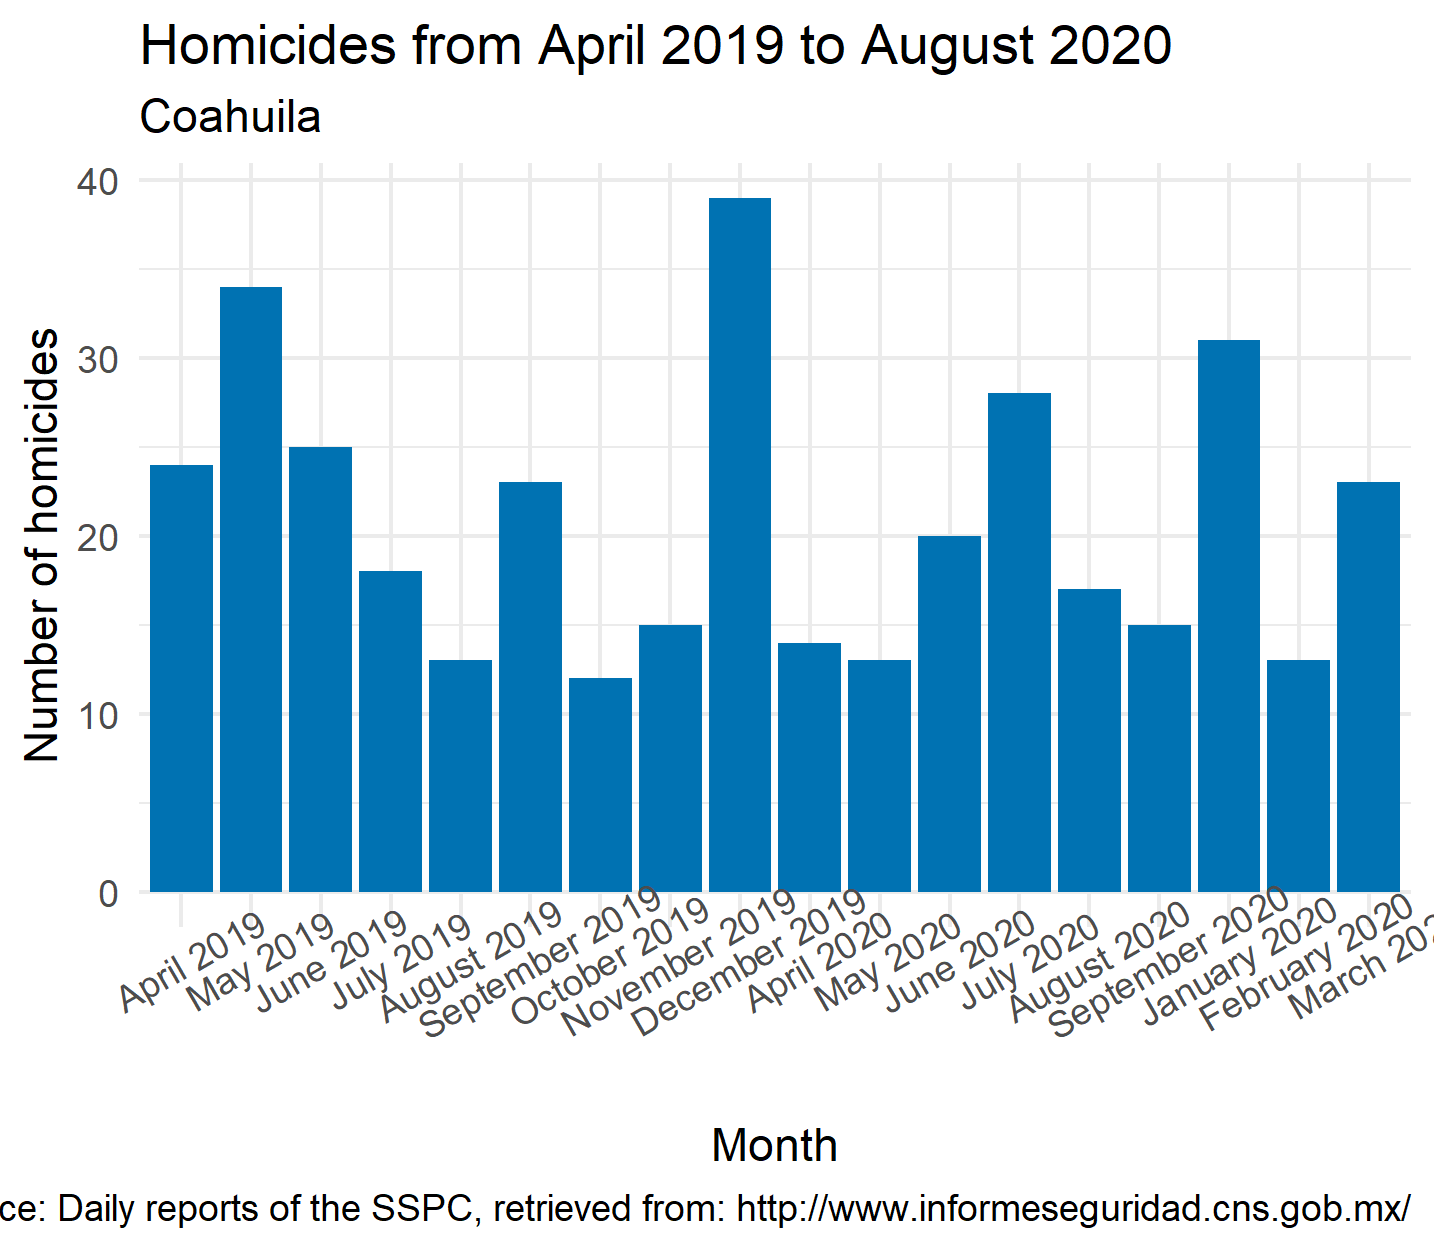 Homicides from April 2019 to August 2020
Coahuila
40
30
20
10
0
Number of homicides
April 2019
May 2019
June 2019
July 2019
August 2019
September 2019
October 2019
November 2019
December 2019
April 2020
May 2020
June 2020
July 2020
August 2020
September 2020
January 2020
February 2020
March 202
Month
ce: Daily reports of the SSPC, retrieved from: http://www.informeseguridad.cns.gob.mx/